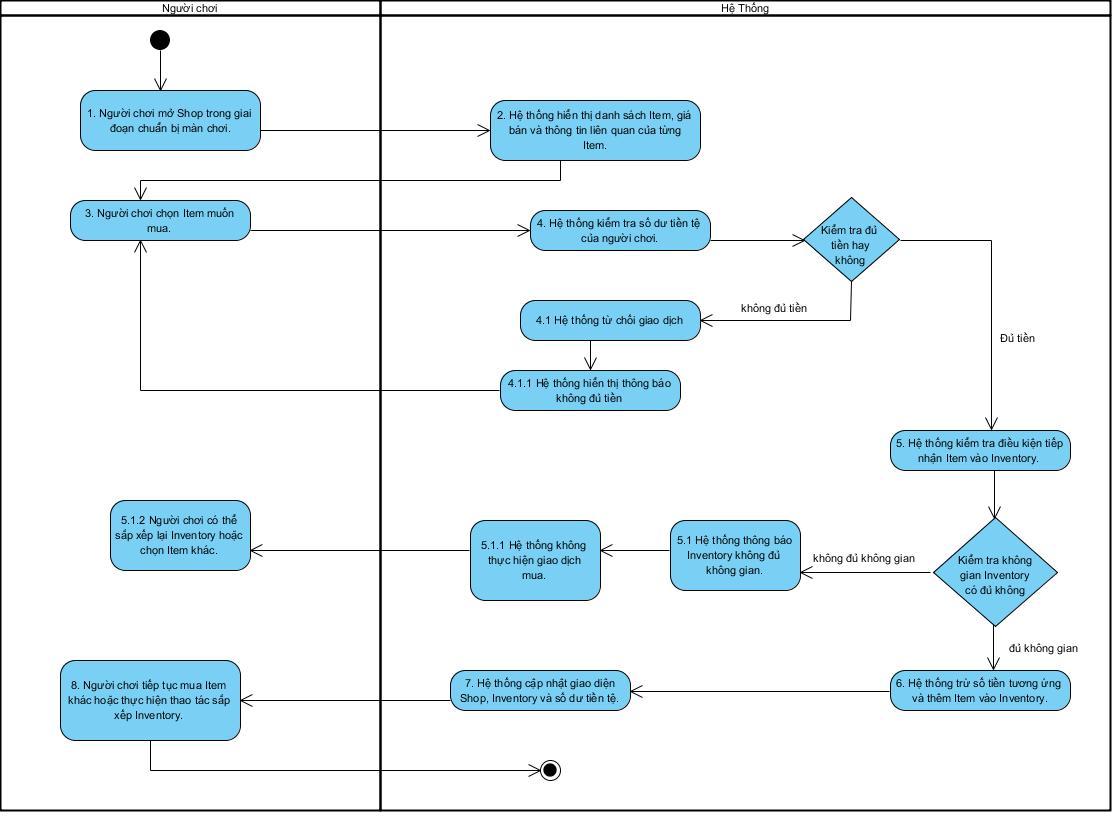 Người chơi
Hệ Thống
1. Người chơi mở Shop trong giai
đoạn chuẩn bị màn chơi.
2. Hệ thống hiển thị danh sách Item, giá
bán và thông tin liên quan của từng
Item.
3. Người chơi chọn Item muốn
mua.
4. Hệ thống kiểm tra số dư tiền tệ
của người chơi.
Kiểm tra đủ
tiền hay
không
không đủ tiền
Đủ tiền
4.1 Hệ thống từ chối giao dịch
4.1.1 Hệ thống hiển thị thông báo
không đủ tiền
5. Hệ thống kiểm tra điều kiện tiếp
nhận Item vào Inventory.
Kiểm tra không
gian Inventory
có đủ không
không đủ không gian
5.1 Hệ thống thông báo
Inventory không đủ
không gian.
5.1.1 Hệ thống không
thực hiện giao dịch
mua.
5.1.2 Người chơi có thể
sắp xếp lại Inventory hoặc
chọn Item khác.
đủ không gian
6. Hệ thống trừ số tiền tương ứng
và thêm Item vào Inventory.
7. Hệ thống cập nhật giao diện
Shop, Inventory và số dư tiền tệ.
8. Người chơi tiếp tục mua Item
khác hoặc thực hiện thao tác sắp
xếp Inventory.